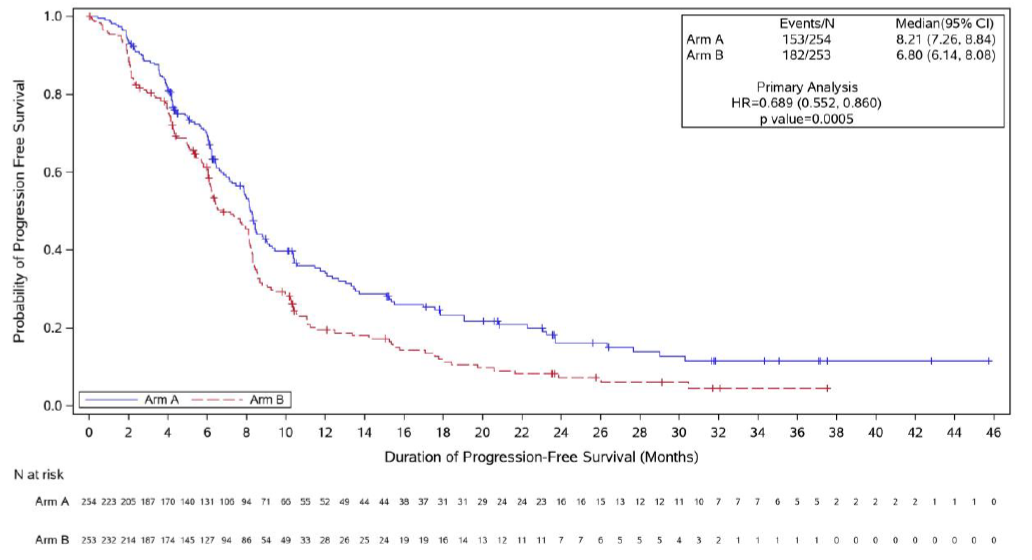 1.0
0.8
0.6
0.4
0.2
0.0
Probability of Progression Free Survival
Events/N Median(95% CI)
Arm A 153/254 8.21 (7.26, 8.84)
Arm B 182/253 6.80 (6.14, 8.08)
Primary Analysis
HR=0.689 (0.552, 0.860)
p value=0.0005
Arm A Arm B
0 2 4 6 8 10 12 14 16 18 20 22 24 26 28 30 32 34 36 38 40 42 44 46
Duration of Progression-Free Survival (Months)
N at risk
Arm A 254 223 205 187 170 140 131 106 94 71 66 55 52 49 44 44 38 37 31 31 29 24 24 23 16 16 15 13 12 12 11 10 7 7 7 6 5 5 2 2 2 2 2 1 1 1 0
Arm B 253 232 214 187 174 145 127 94 86 54 49 33 28 26 25 24 19 19 16 14 13 12 11 11 7 7 6 5 5 5 4 3 2 1 1 1 1 1 0 0 0 0 0 0 0 0 0